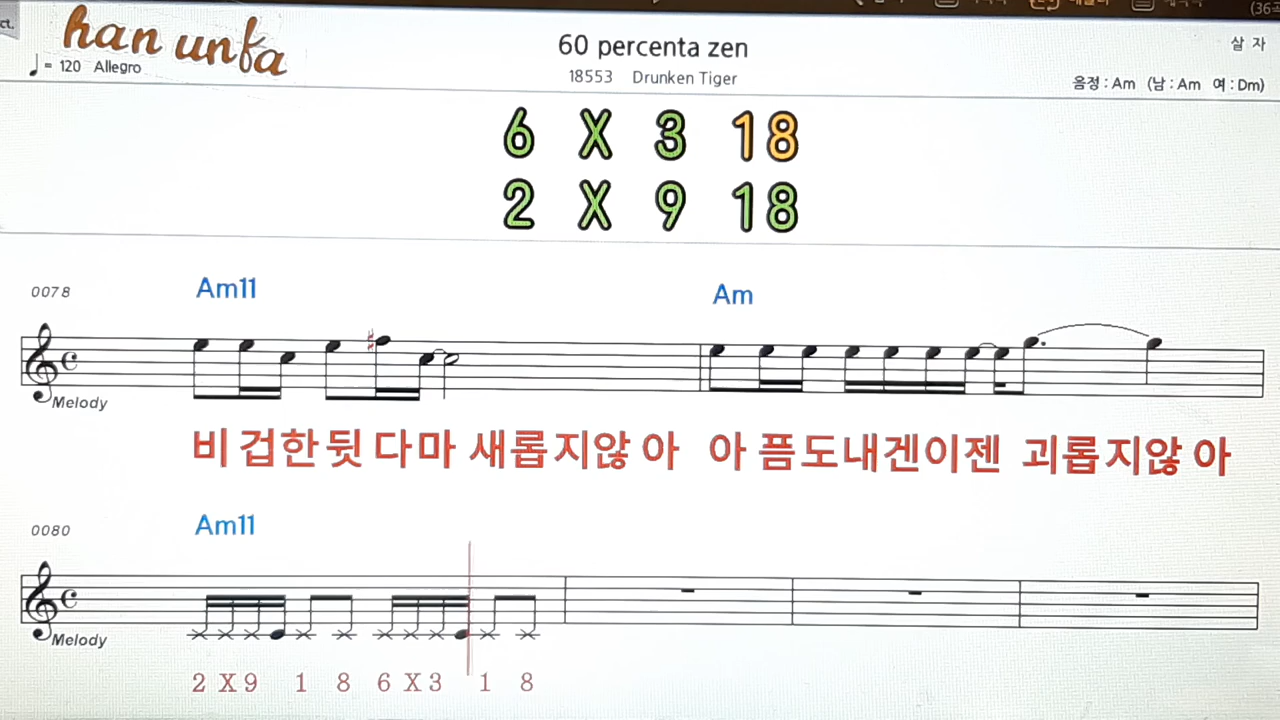 ct.
han unfa
60 percenta zen
살 자
♩= 120 Allegro
18553 Drunken Tiger
음정 : Am (남 : Am 여 : Dm)
6 X 3 18
2 X 9 18
0078
Am11
Am
Melody
비 겁한 뒷 다마 새롭지않 아 아 픔도내겐이젠 괴롭지않 아
0080
Am11
Melody
2 X 9 1 8 6 X 3 1 8